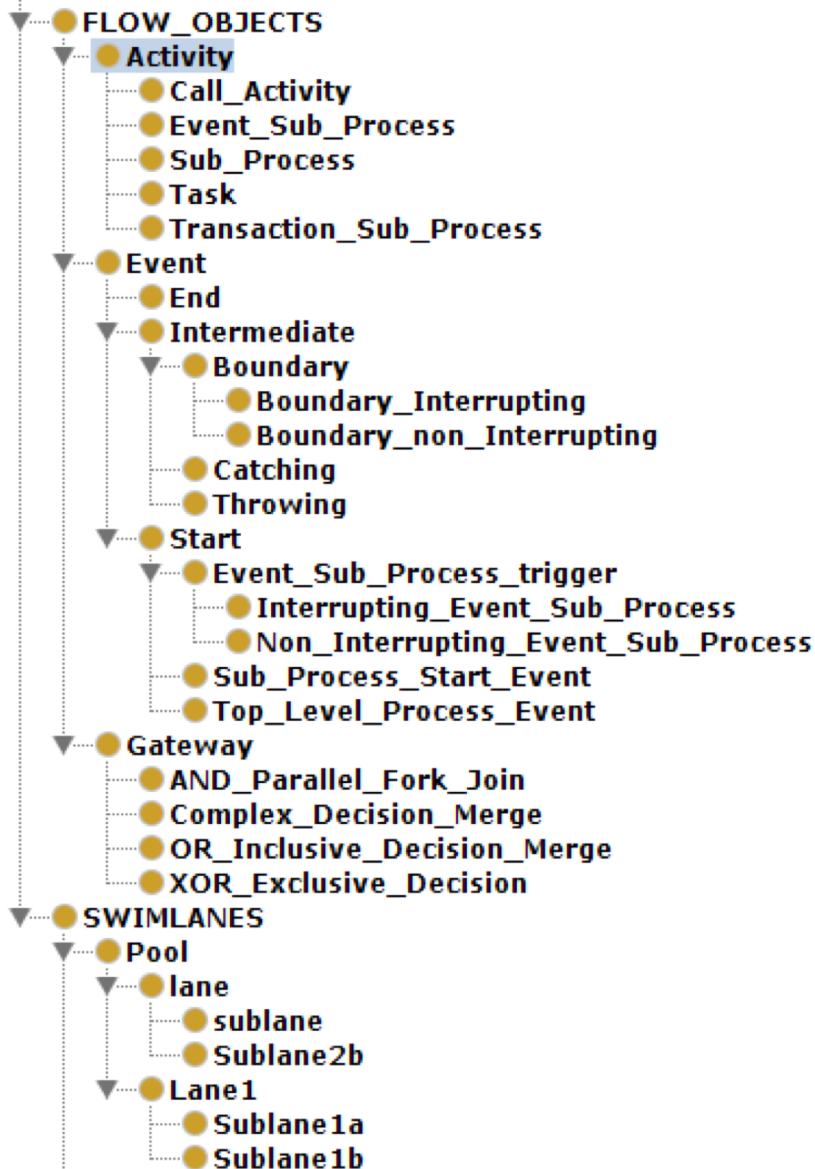 FLOW_OBJECTS
Activity
Call_Activity
Event_Sub_Process
Sub_Process
Task
Transaction_Sub_Process
Event
End
Intermediate
Boundary
Boundary_Interrupting
Boundary_non_Interrupting
Catching
Throwing
Start
Event_Sub_Process_trigger
Interrupting_Event_Sub_Process
Non_Interrupting_Event_Sub_Process
Sub_Process_Start_Event
Top_Level_Process_Event
Gateway
AND_Parallel_Fork_Join
Complex_Decision_Merge
OR_Inclusive_Decision_Merge
XOR_Exclusive_Decision
SWIMLANES
Pool
lane
sublane
Sublane2b
Lane1
Sublane1a
Sublane1b